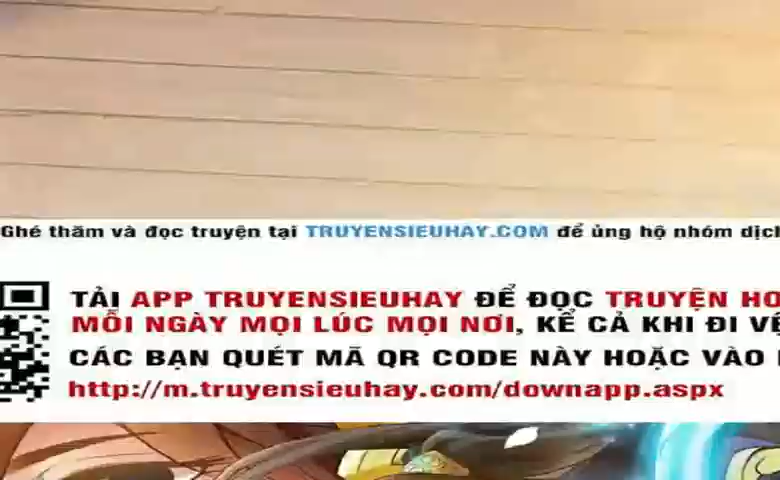 Ghé thăm và đọc truyện tại TRUYENSIEUHAY.COM để ủng hộ nhóm dịch
TẢI APP TRUYENSIEUHAY ĐỂ ĐỌC TRUYỆN
MỖI NGÀY MỌI LÚC MỌI NƠI, KỂ CẢ KHI ĐI
CÁC BẠN QUÉT MÃ QR CODE NÀY HOẶC VÀO
http://m.truyensieuhay.com/downapp.aspx